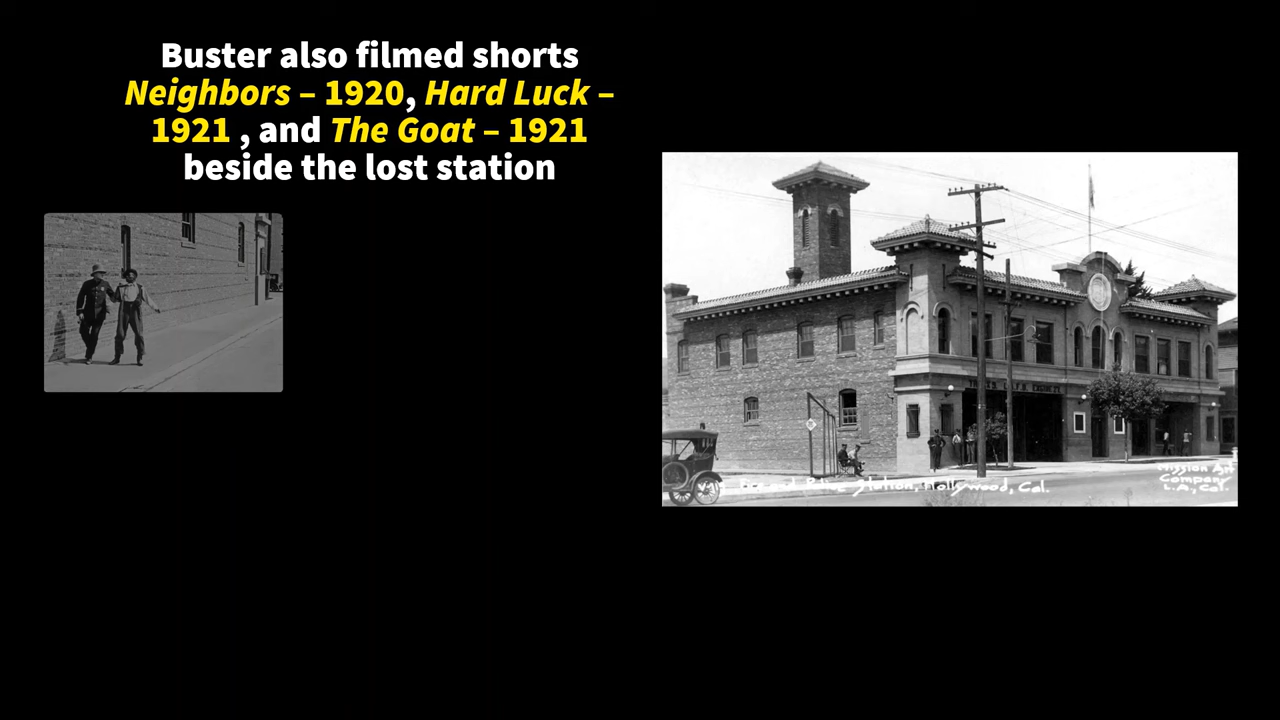 Buster also filmed shorts
Neighbors – 1920, Hard Luck –
1921 , and The Goat – 1921
beside the lost station
Station, Hollywood, Cal.
Mission Art
Company
L.A., Cal.